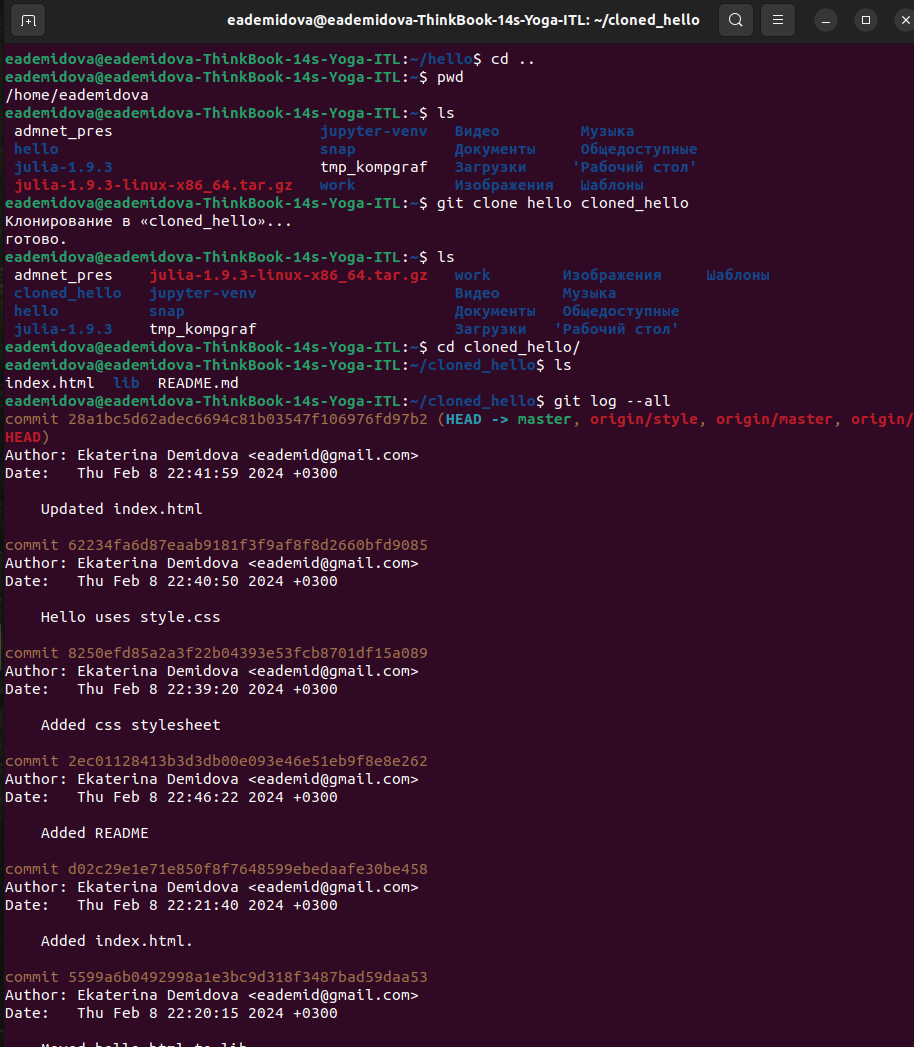 eademidova@eademidova-ThinkBook-14s-Yoga-ITL: ~/cloned_hello
eademidova@eademidova-ThinkBook-14s-Yoga-ITL:~/hello$ cd ..
eademidova@eademidova-ThinkBook-14s-Yoga-ITL:~$ pwd
/home/eademidova
eademidova@eademidova-ThinkBook-14s-Yoga-ITL:~$ ls
admnet_pres jupyter-venv Видео Музыка
hello snap Документы Общедоступные
julia-1.9.3 tmp_kompgraf Загрузки 'Рабочий стол'
julia-1.9.3-linux-x86_64.tar.gz work Изображения Шаблоны
eademidova@eademidova-ThinkBook-14s-Yoga-ITL:~$ git clone hello cloned_hello
Клонирование в «cloned_hello»...
готово.
eademidova@eademidova-ThinkBook-14s-Yoga-ITL:~$ ls
admnet_pres julia-1.9.3-linux-x86_64.tar.gz work Изображения Шаблоны
cloned_hello jupyter-venv Видео Музыка
hello snap Документы Общедоступные
julia-1.9.3 tmp_kompgraf Загрузки 'Рабочий стол'
eademidova@eademidova-ThinkBook-14s-Yoga-ITL:~$ cd cloned_hello/
eademidova@eademidova-ThinkBook-14s-Yoga-ITL:~/cloned_hello$ ls
index.html lib README.md
eademidova@eademidova-ThinkBook-14s-Yoga-ITL:~/cloned_hello$ git log --all
commit 28a1bc5d62adec6694c81b03547f106976fd97b2 (HEAD -> master, origin/style, origin/master, origin/
HEAD)
Author: Ekaterina Demidova <eademid@gmail.com>
Date: Thu Feb 8 22:41:59 2024 +0300
Updated index.html
commit 62234fa6d87eaab9181f3f9af8f8d2660bfd9085
Author: Ekaterina Demidova <eademid@gmail.com>
Date: Thu Feb 8 22:40:50 2024 +0300
Hello uses style.css
commit 8250efd85a2a3f22b04393e53fcb8701df15a089
Author: Ekaterina Demidova <eademid@gmail.com>
Date: Thu Feb 8 22:39:20 2024 +0300
Added css stylesheet
commit 2ec01128413b3d3db00e093e46e51eb9f8e8e262
Author: Ekaterina Demidova <eademid@gmail.com>
Date: Thu Feb 8 22:46:22 2024 +0300
Added README
commit d02c29e1e71e850f8f7648599ebedaafe30be458
Author: Ekaterina Demidova <eademid@gmail.com>
Date: Thu Feb 8 22:21:40 2024 +0300
Added index.html.
commit 5599a6b0492998a1e3bc9d318f3487bad59daa53
Author: Ekaterina Demidova <eademid@gmail.com>
Date: Thu Feb 8 22:20:15 2024 +0300
Moved hello.html to lib